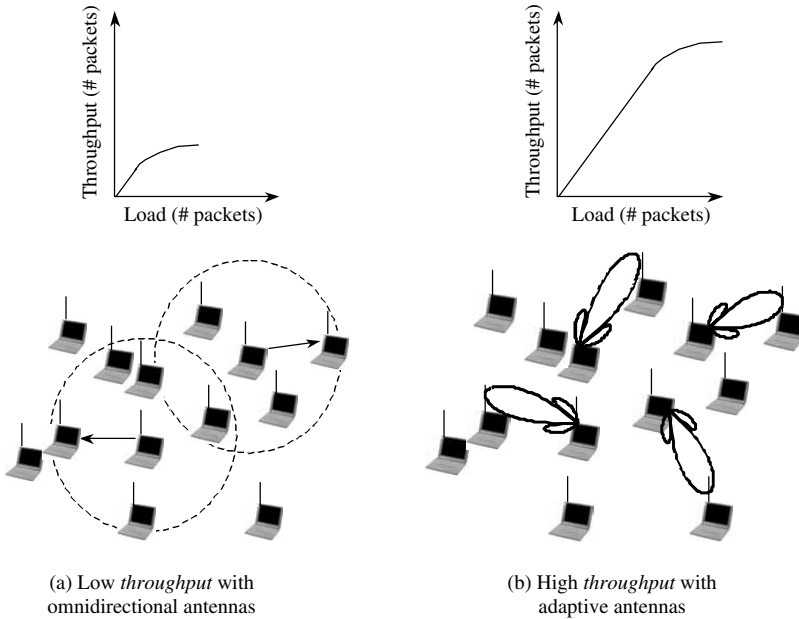 Throughput (# packets)
Load (# packets)
Throughput (# packets)
Load (# packets)
(a) Low throughput with
omnidirectional antennas
(b) High throughput with
adaptive antennas